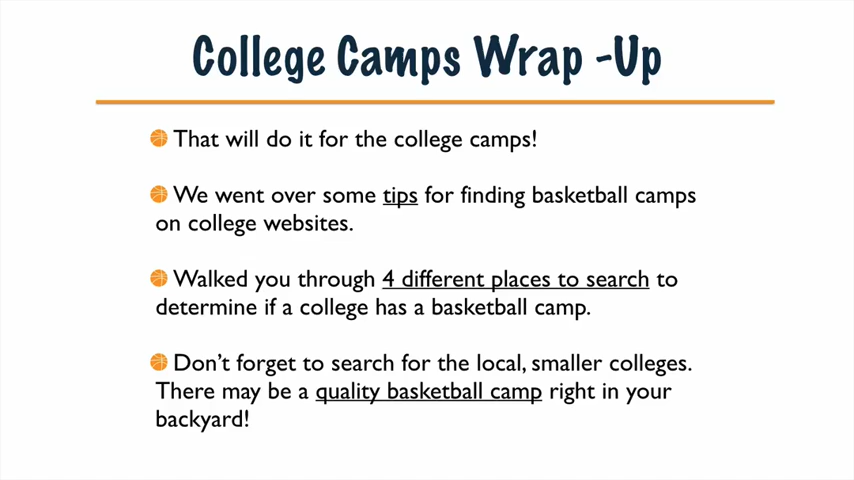 College Camps Wrap -Up
That will do it for the college camps!
We went over some tips for finding basketball camps
on college websites.
Walked you through 4 different places to search to
determine if a college has a basketball camp.
Don't forget to search for the local, smaller colleges.
There may be a quality basketball camp right in your
backyard!